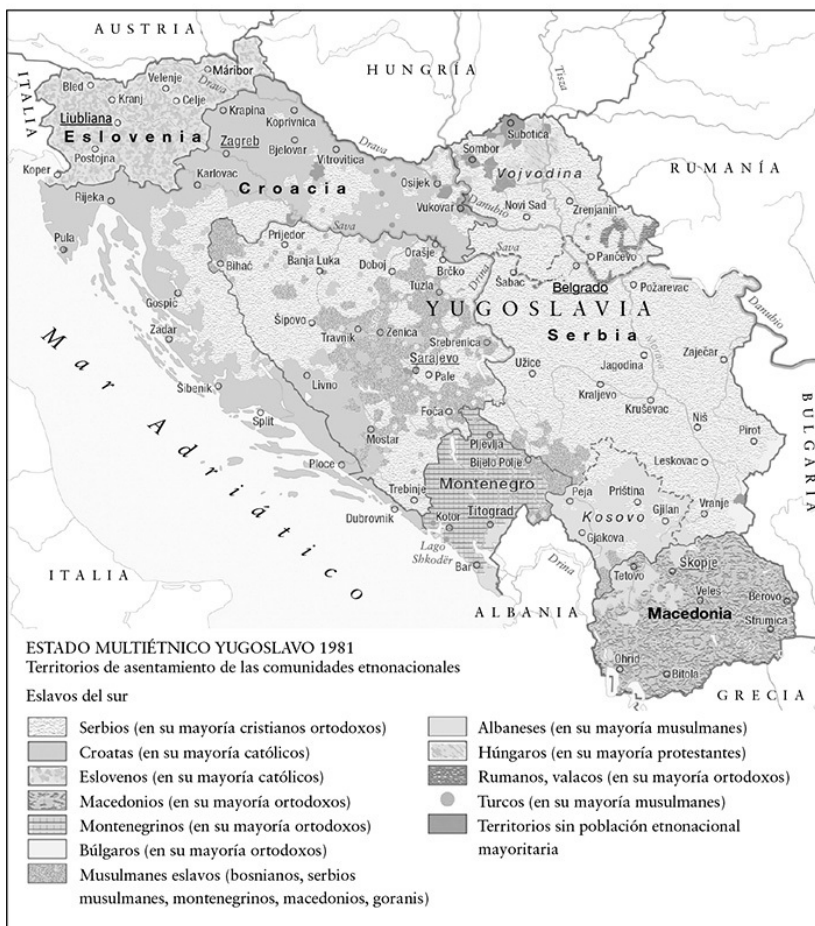 AUSTRIA
HUNGRÍA
ITALIA
RUMANÍA
Bled
Velenje
Máribor
Drava
Kranj
Celje
Liubliana
Eslovenia
Postojna
Koper
Krapina
Koprivnica
Zagreb
Bjelovar
Vitrovitica
Drava
Tisza
Subotica
Sombor
Vojvodina
Karlovac
Croacia
Osijek
Vukovar
Danubio
Novi Sad
Zrenjanin
Rijeka
Pula
Sava
Sava
Pančevo
Prijedor
Orašje
Bihać
Banja Luka
Doboj
Brčko
Drina
Šabac
Belgrado
Požarevac
Danubio
Tuzla
YUGOSLAVIA
Serbia
Gospić
Šipovo
Travnik
Zenica
Srebrenica
Morava
Zadar
Sarajevo
Pale
Užice
Jagodina
Zaječar
Kraljevo
Kruševac
Šibenik
Livno
Foča
Niš
Pirot
BULGARIA
Split
Mostar
Pljevlja
Leskovac
Mar Adriático
Ploce
Bijelo Polje
Montenegro
Peja
Priština
Kosovo
Gjilan
Vranje
Trebinje
Dubrovnik
Kotor
Titograd
Gjakova
Lago
Shkodër
Bar
Drina
Tetovo
Skopje
Veles
Berovo
Macedonia
Strumica
ITALIA
ALBANIA
Ohrid
Bitola
GRECIA
ESTADO MULTIÉTNICO YUGOSLAVO 1981
Territorios de asentamiento de las comunidades etnonacionales
Eslavos del sur
Serbios (en su mayoría cristianos ortodoxos)
Croatas (en su mayoría católicos)
Eslovenos (en su mayoría católicos)
Macedonios (en su mayoría ortodoxos)
Montenegrinos (en su mayoría ortodoxos)
Búlgaros (en su mayoría ortodoxos)
Musulmanes eslavos (bosnianos, serbios
musulmanes, montenegrinos, macedonios, goranis)
Albaneses (en su mayoría musulmanes)
Húngaros (en su mayoría protestantes)
Rumanos, valacos (en su mayoría ortodoxos)
Turcos (en su mayoría musulmanes)
Territorios sin población etnonacional
mayoritaria